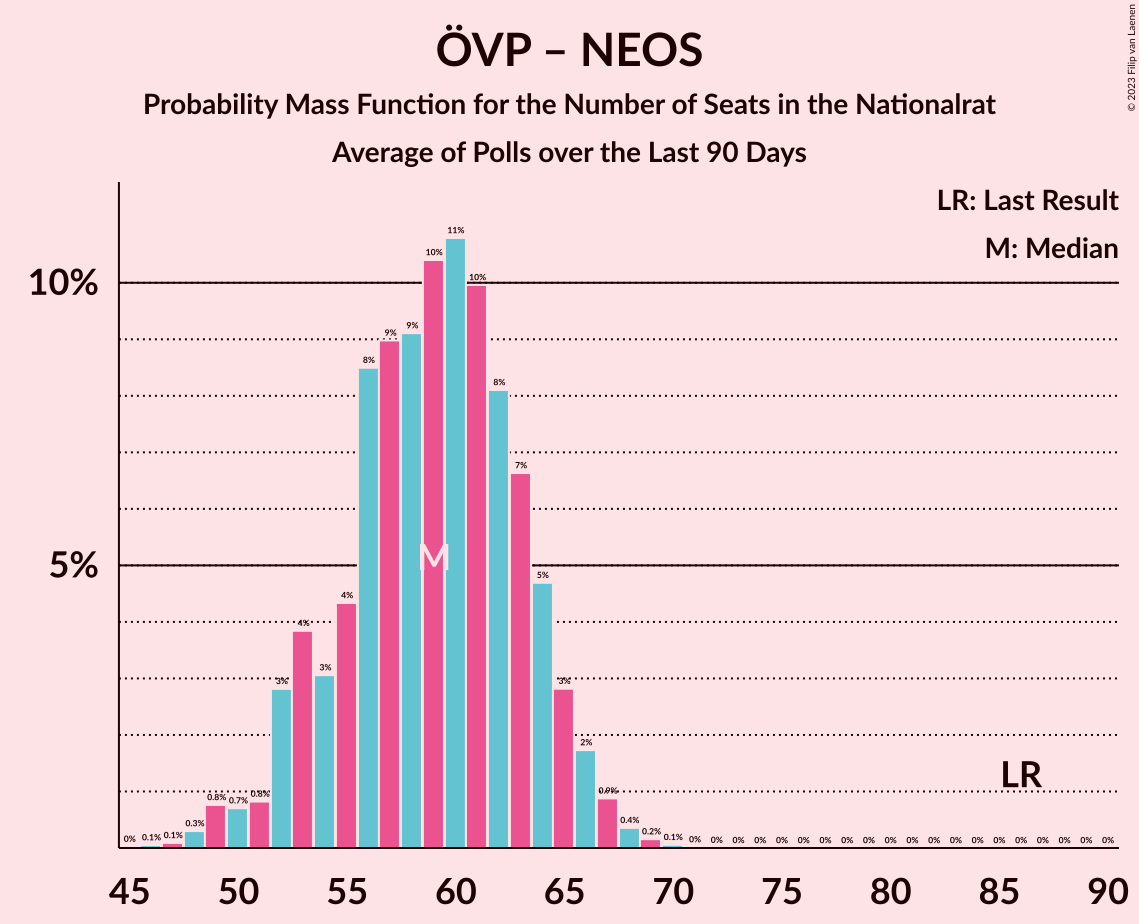 ÖVP – NEOS
Probability Mass Function for the Number of Seats in the Nationalrat
Average of Polls over the Last 90 Days
© 2023 Filip van Laenen
LR: Last Result
M: Median
10%
5%
0% 0.1% 0.1% 0.3% 0.8% 0.7% 0.8% 3% 4% 3% 4% 8% 9% 9% 10% 11% 10% 8% 7% 5% 3% 2% 0.9% 0.4% 0.2% 0.1% 0% 0% 0% 0% 0% 0% 0% 0% 0% 0% 0% 0% 0% 0% 0% 0% 0% 0% 0% 0%
M
LR
45 50 55 60 65 70 75 80 85 90